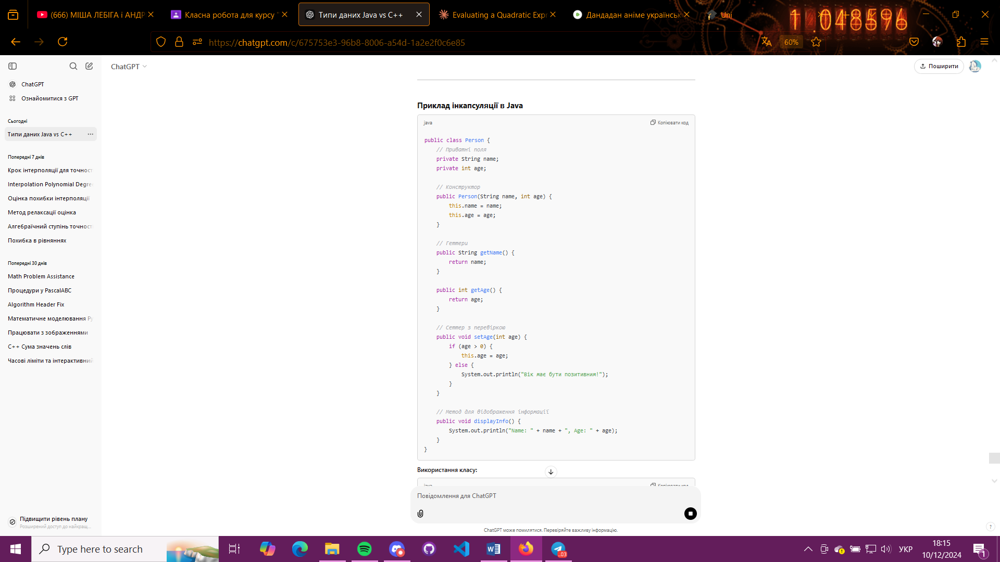 (666) МІША ЛЕБІГА і АНДР
Класна робота для курсу "
Типи даних Java vs C++
Evaluating a Quadratic Expr
Дандадан аніме українськ
Uni
https://chatgpt.com/c/675753e3-96b8-8006-a54d-1a2e2f0c6e85
60%
ChatGPT
Поширити
ChatGPT
Ознайомитися з GPT
Сьогодні
Типи даних Java vs C++
Попередні 7 днів
Крок інтерполяції для точност
Interpolation Polynomial Degre
Оцінка похибки інтерполяції
Метод релаксації оцінка
Алгебраїчний ступінь точност
Похибка в рівняннях
Попередні 30 днів
Math Problem Assistance
Процедури у PascalABC
Algorithm Header Fix
Математичне моделювання Py
Працювати з зображеннями
C++ Сума значень слів
Часові ліміти та інтерактивний
Підвищити рівень плану
Розширений доступ до найкращ...
Приклад інкапсуляції в Java
java
Копіювати код
public class Person {
// Приватні поля
private String name;
private int age;
// Конструктор
public Person(String name, int age) {
this.name = name;
this.age = age;
}
// Геттери
public String getName() {
return name;
}
public int getAge() {
return age;
}
// Сеттер з перевіркою
public void setAge(int age) {
if (age > 0) {
this.age = age;
} else {
System.out.println("Вік має бути позитивним!");
}
}
// Метод для відображення інформації
public void displayInfo() {
System.out.println("Name: " + name + ", Age: " + age);
}
}
Використання класу:
java
Копіювати код
Повідомлення для ChatGPT
ChatGPT може помилятися. Перевіряйте важливу інформацію.
?
Type here to search
..03
УКР
18:15
10/12/2024
1